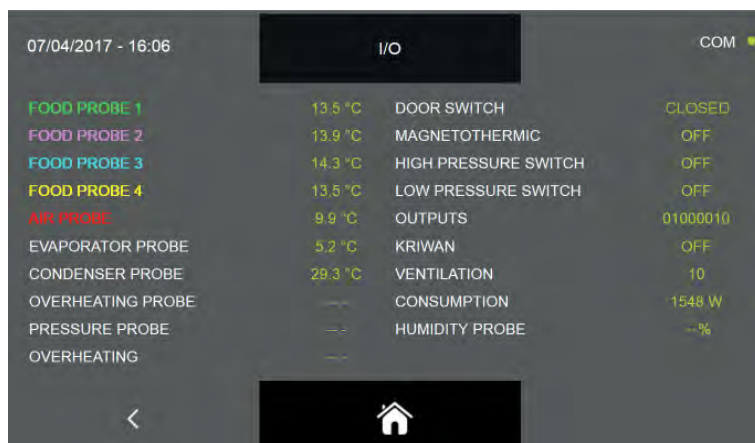 07/04/2017 - 16:06 I/O COM
FOOD PROBE 1 13.5 °C DOOR SWITCH CLOSED
FOOD PROBE 2 13.9 °C MAGNETOTHERMIC OFF
FOOD PROBE 3 14.3 °C HIGH PRESSURE SWITCH OFF
FOOD PROBE 4 13.5 °C LOW PRESSURE SWITCH OFF
AIR PROBE 9.9 °C OUTPUTS 01000010
EVAPORATOR PROBE 5.2 °C KRIWAN OFF
CONDENSER PROBE 29.3 °C VENTILATION 10
OVERHEATING PROBE --.- CONSUMPTION 1548 W
PRESSURE PROBE --.- HUMIDITY PROBE --%
OVERHEATING --.-